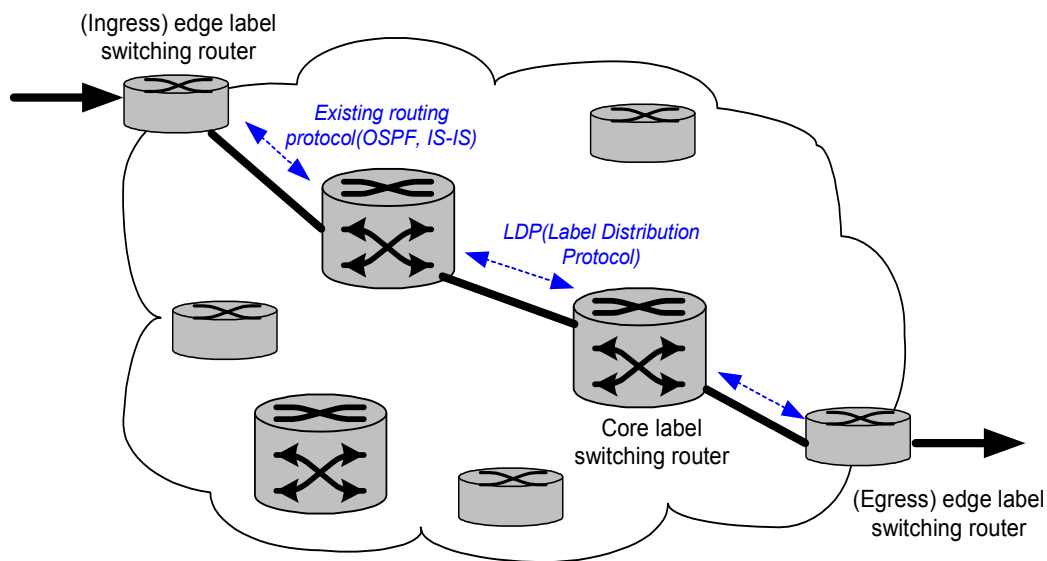 (Ingress) edge label
switching router
Existing routing
protocol(OSPF, IS-IS)
LDP(Label Distribution
Protocol)
Core label
switching router
(Egress) edge label
switching router